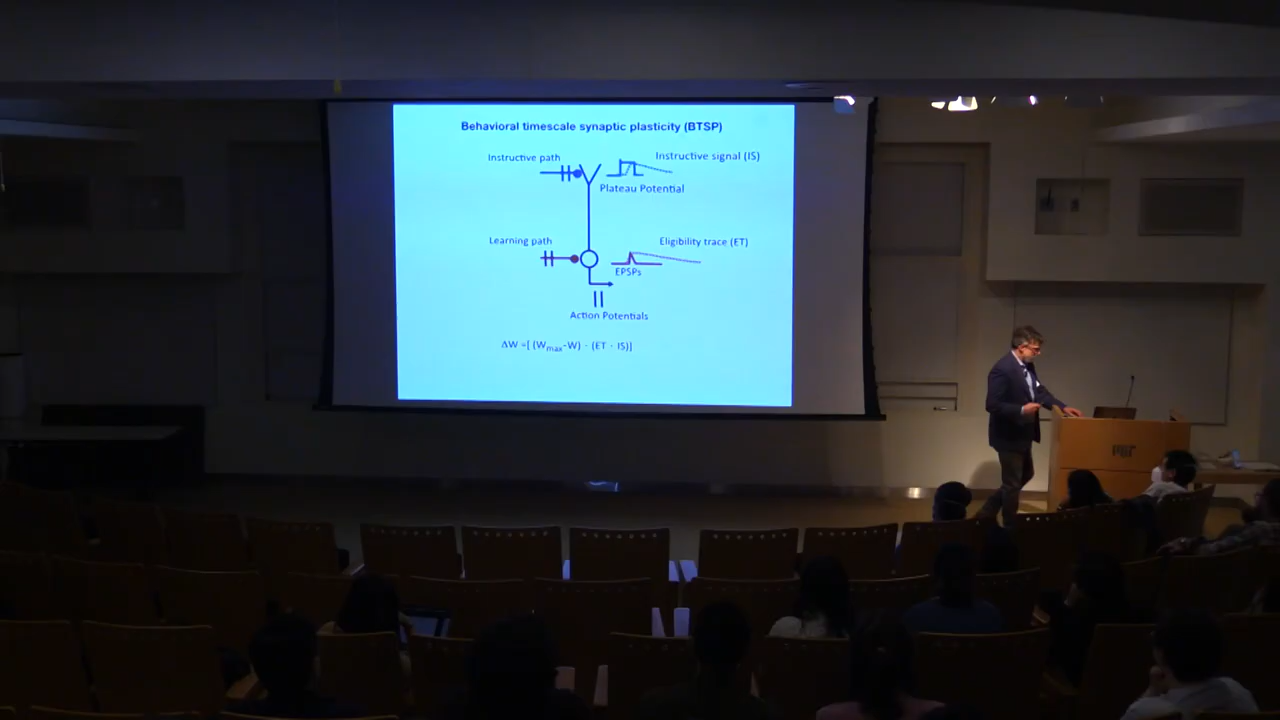 Behavioral timescale synaptic plasticity (BTSP)
Instructive path
Instructive signal (IS)
Plateau Potential
Learning path
Eligibility trace (ET)
EPSPs
Action Potentials
ΔW =[ (Wmax-W) · (ET · IS)]
MIT